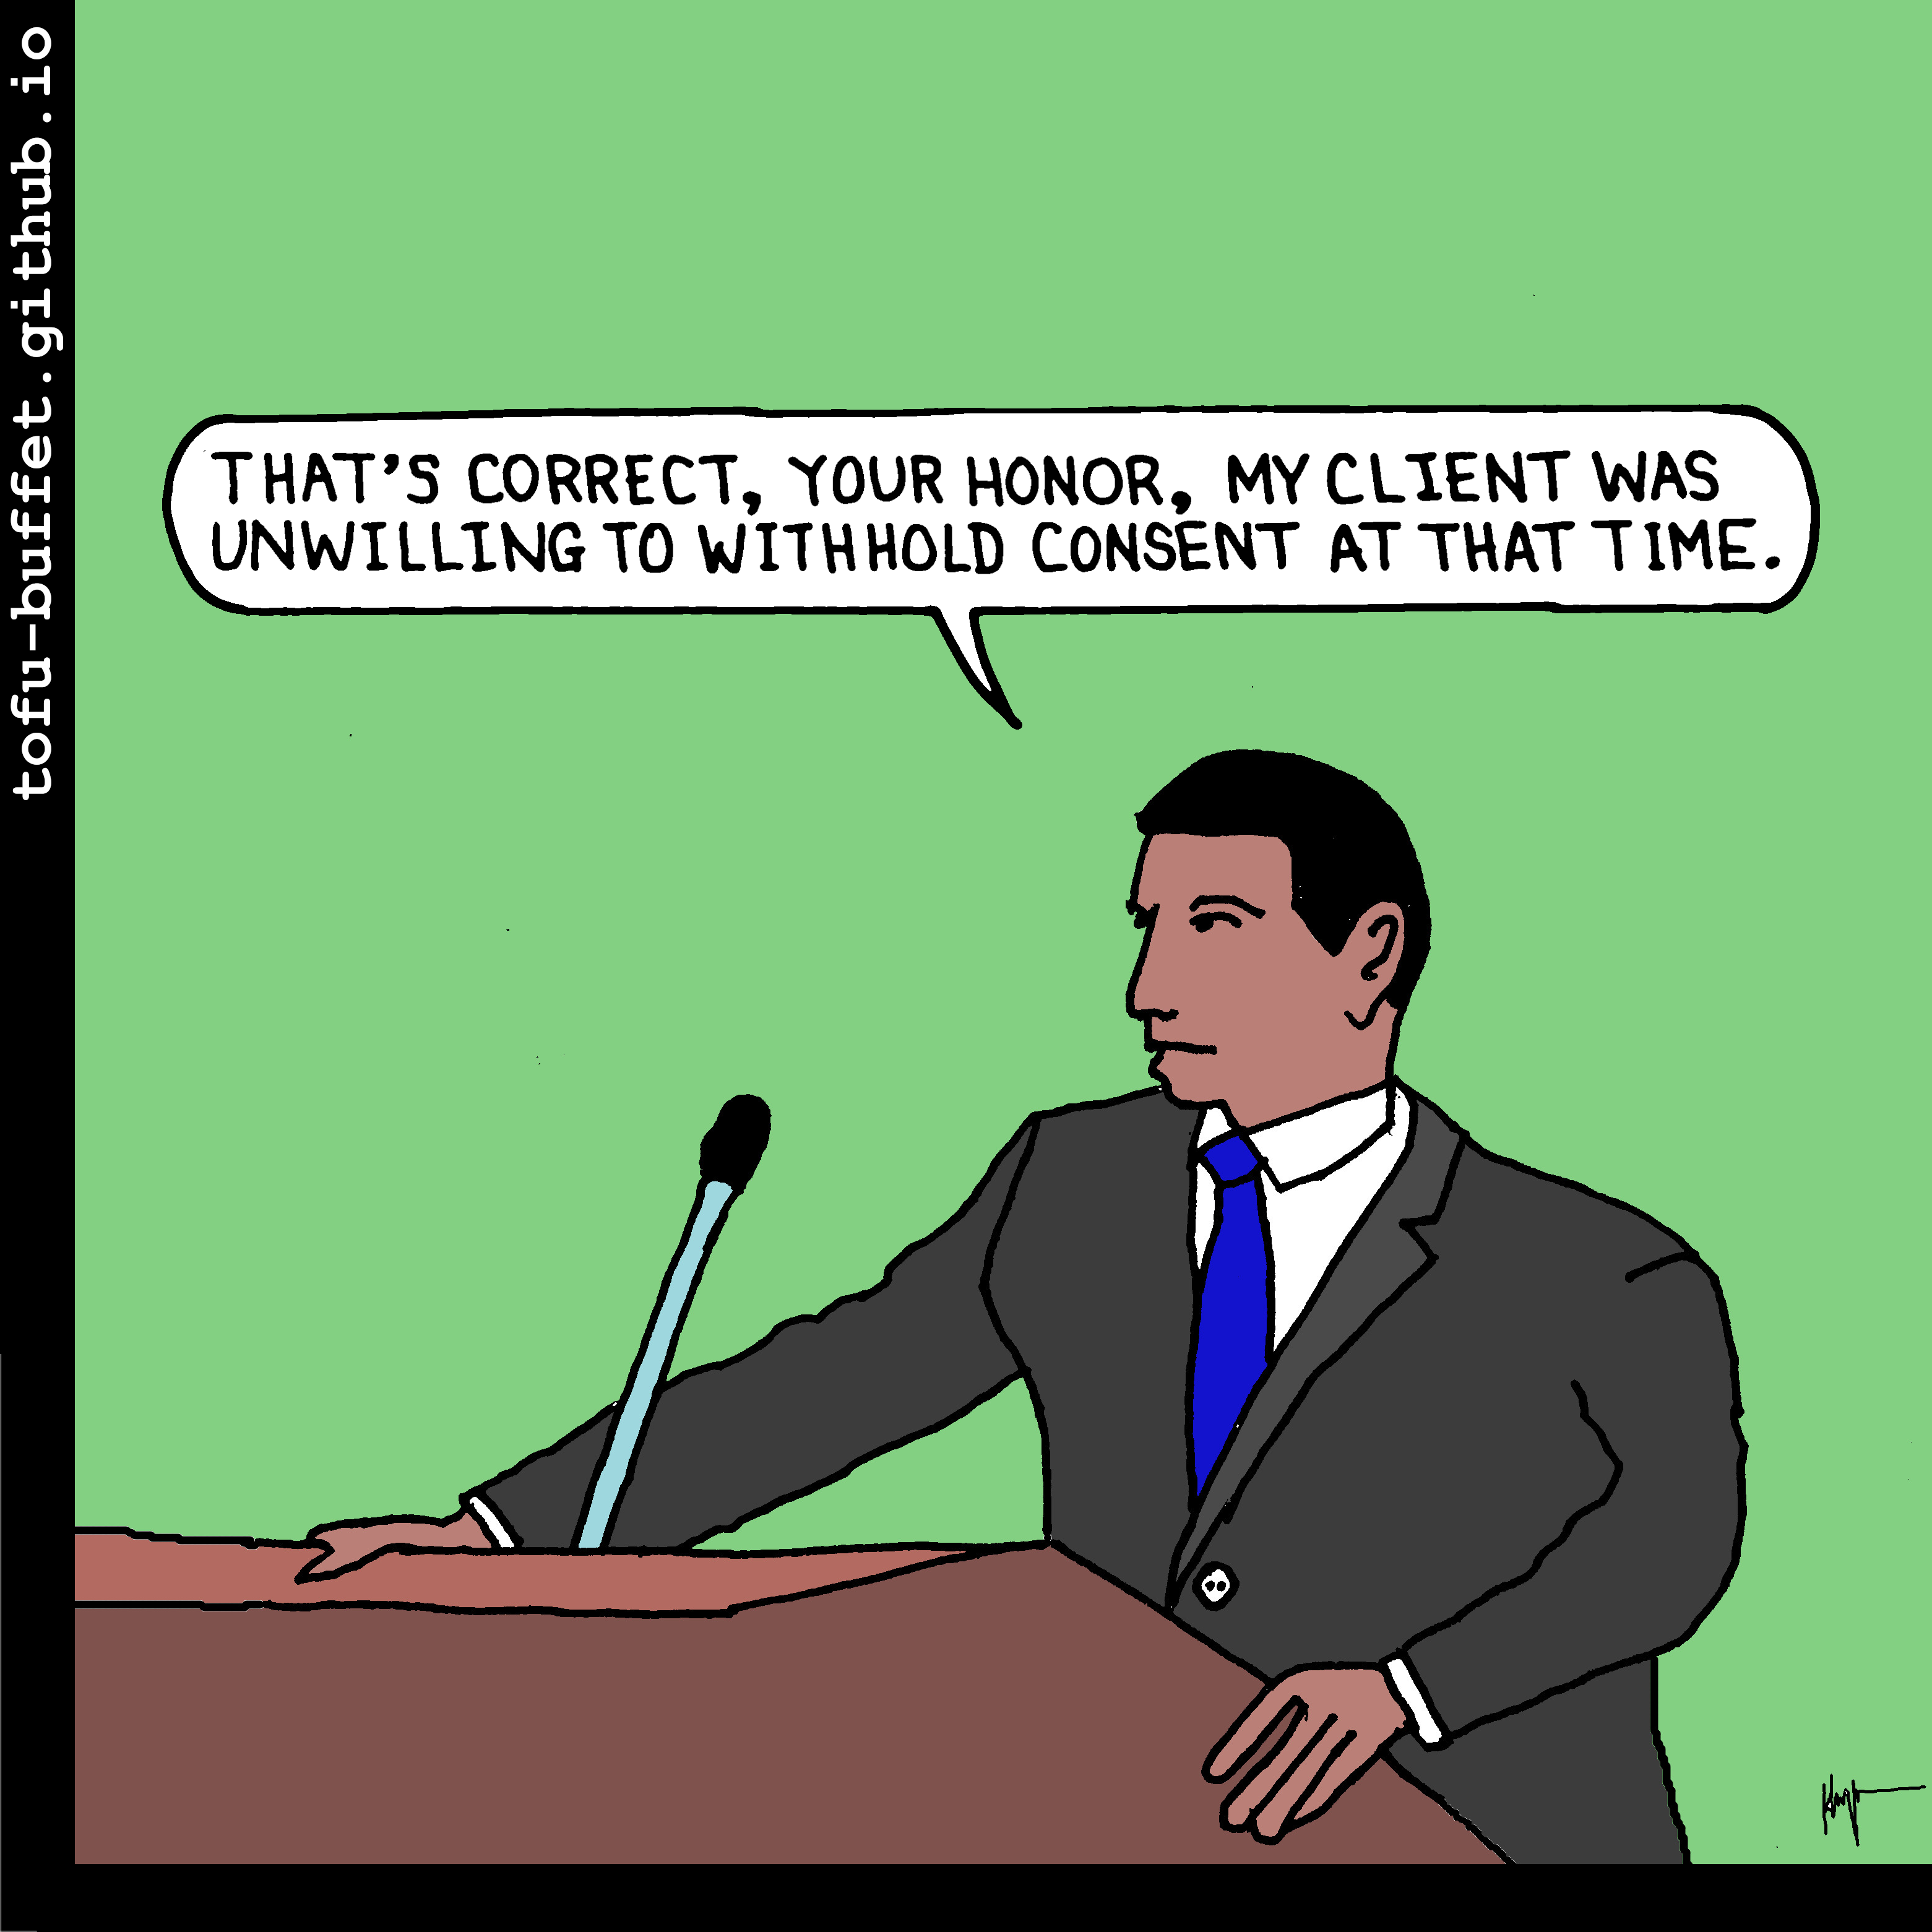 tofu-buffet.github.io
THAT'S CORRECT, YOUR HONOR, MY CLIENT WAS
UNWILLING TO WITHHOLD CONSENT AT THAT TIME.